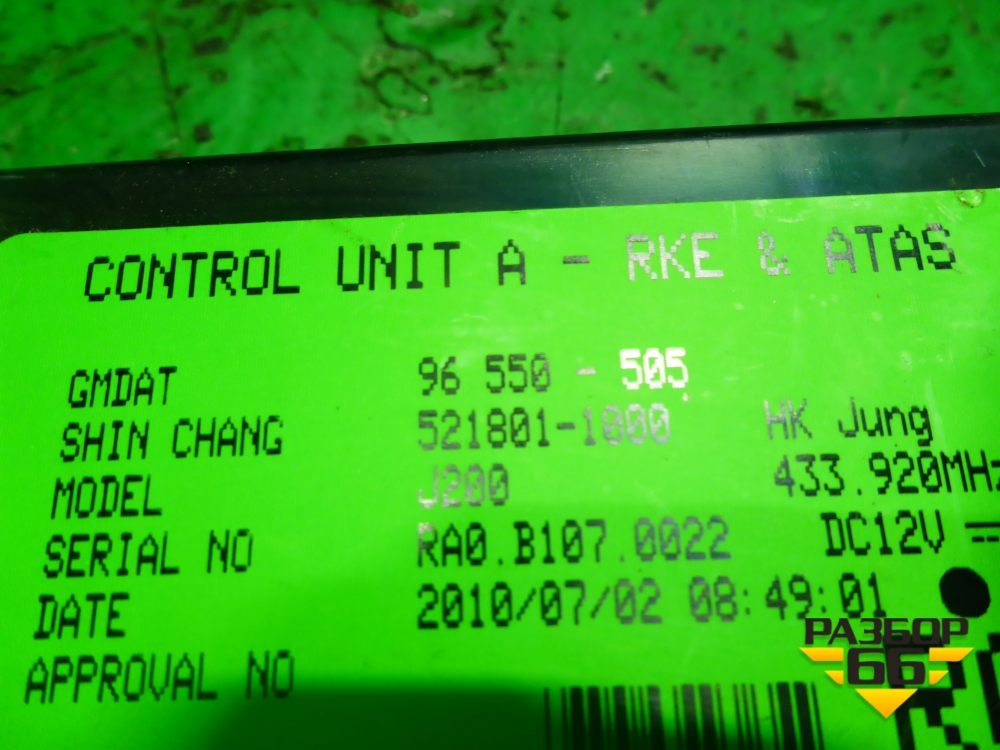 CONTROL UNIT A - RKE & ATAS
GMDAT 96 550 - 505
SHIN CHANG 521801-1000 HK Jung
MODEL J200 433.920MHz
SERIAL NO RA0.B107.0022 DC12V
DATE 2010/07/02 08:49:01
APPROVAL NO
РАЗБОР
66